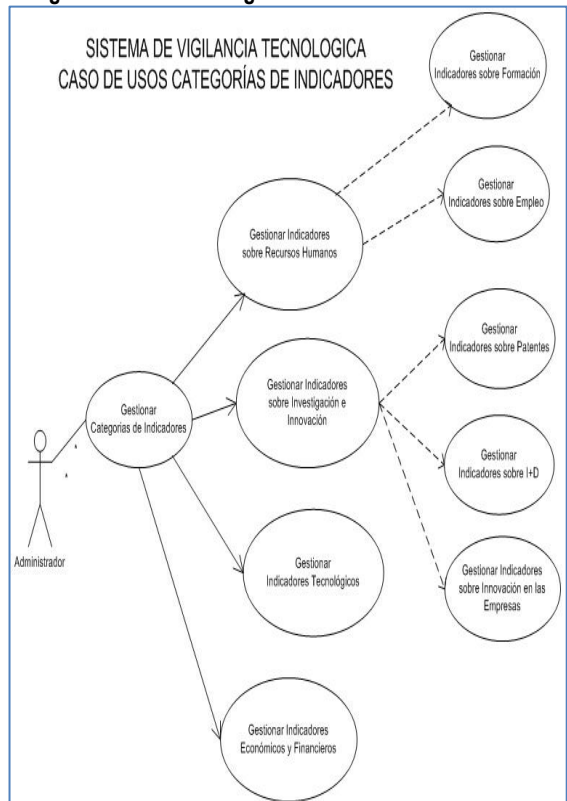 SISTEMA DE VIGILANCIA TECNOLOGICA
CASO DE USOS CATEGORÍAS DE INDICADORES
Gestionar
Indicadores sobre Formación
Gestionar
Indicadores sobre Empleo
Gestionar Indicadores
sobre Recursos Humanos
Gestionar
Indicadores sobre Patentes
Gestionar Indicadores
sobre Investigación e
Innovación
Gestionar
Categorias de Indicadores
*
*
Administrador
Gestionar
Indicadores sobre I+D
Gestionar
Indicadores Tecnológicos
Gestionar Indicadores
sobre Innovación en las
Empresas
Gestionar Indicadores
Económicos y Financieros